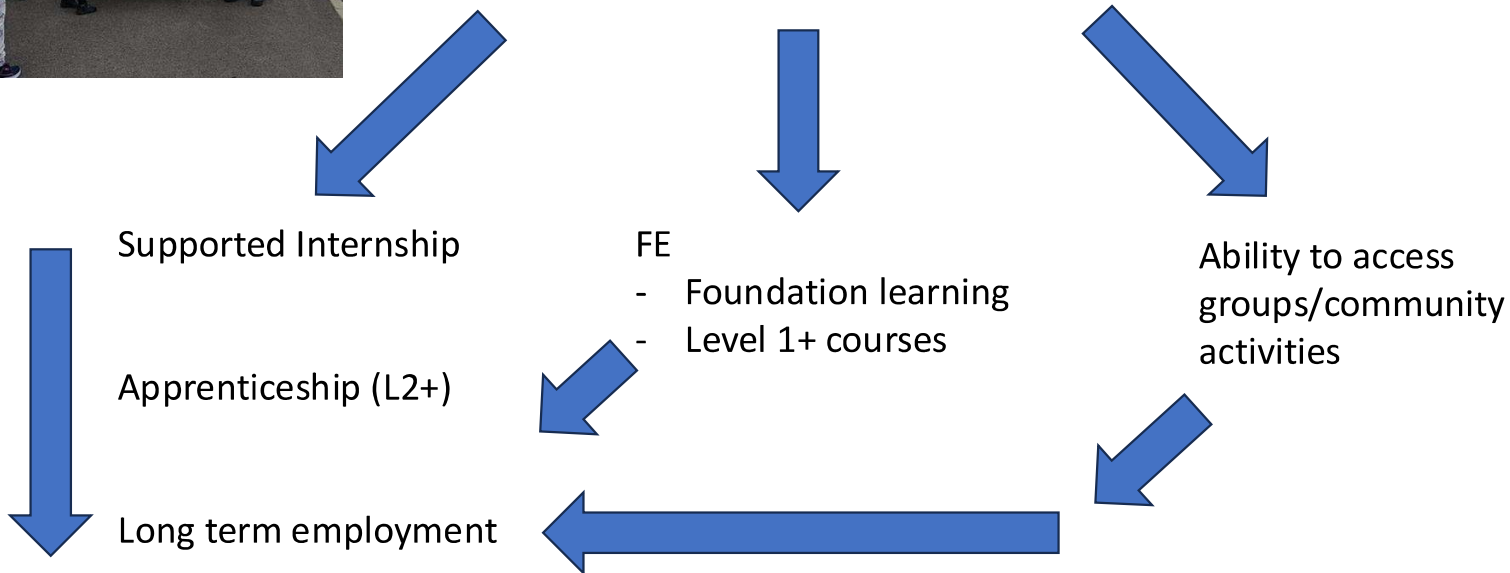 Supported Internship
Apprenticeship (L2+)
Long term employment
FE
- Foundation learning
- Level 1+ courses
Ability to access
groups/community
activities